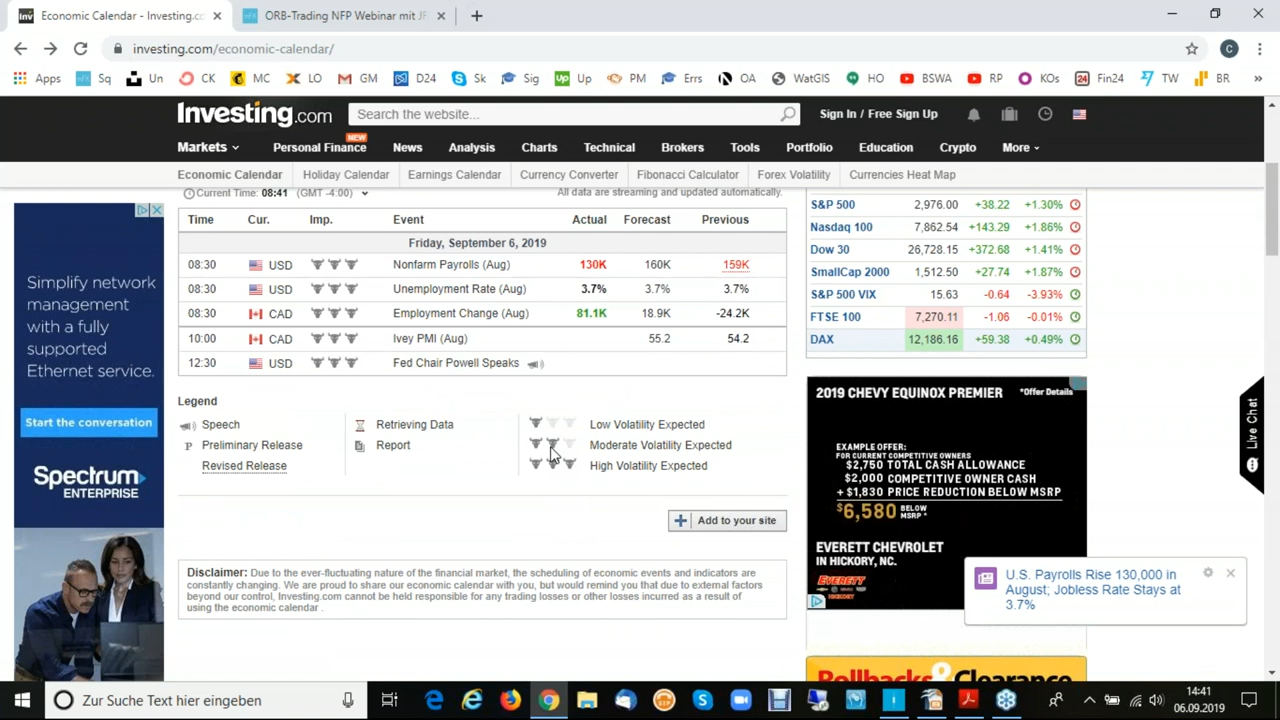 Economic Calendar - Investing.co
ORB-Trading NFP Webinar mit JF
investing.com/economic-calendar/
C
Apps Sq Un CK MC LO GM D24 Sk Sig Up PM Errs OA WatGIS HO BSWA RP KOs Fin24 TW BR »
Investing.com
Search the website...
Sign In / Free Sign Up
NEW
Markets Personal Finance News Analysis Charts Technical Brokers Tools Portfolio Education Crypto More
Economic Calendar Holiday Calendar Earnings Calendar Currency Converter Fibonacci Calculator Forex Volatility Currencies Heat Map
Current Time: 08:41 (GMT -4:00)
All data are streaming and updated automatically.
Time Cur. Imp. Event Actual Forecast Previous
Friday, September 6, 2019
08:30 USD Nonfarm Payrolls (Aug) 130K 160K 159K
08:30 USD Unemployment Rate (Aug) 3.7% 3.7% 3.7%
08:30 CAD Employment Change (Aug) 81.1K 18.9K -24.2K
10:00 CAD Ivey PMI (Aug) 55.2 54.2
12:30 USD Fed Chair Powell Speaks
Legend
Speech
P Preliminary Release
Revised Release
Retrieving Data
Report
Low Volatility Expected
Moderate Volatility Expected
High Volatility Expected
Add to your site
Disclaimer: Due to the ever-fluctuating nature of the financial market, the scheduling of economic events and indicators are
constantly changing. We are proud to share our economic calendar with you, but would remind you that due to external factors
beyond our control, Investing.com cannot be held responsible for any trading losses or other losses incurred as a result of
using the economic calendar .
S&P 500 2,976.00 +38.22 +1.30%
Nasdaq 100 7,862.54 +143.29 +1.86%
Dow 30 26,728.15 +372.68 +1.41%
SmallCap 2000 1,512.50 +27.74 +1.87%
S&P 500 VIX 15.63 -0.64 -3.93%
FTSE 100 7,270.11 -1.06 -0.01%
DAX 12,186.16 +59.38 +0.49%
Simplify network
management
with a fully
supported
Ethernet service.
Start the conversation
Spectrum
ENTERPRISE
2019 CHEVY EQUINOX PREMIER *Offer Details
EXAMPLE OFFER:
FOR CURRENT COMPETITIVE OWNERS
$2,750 TOTAL CASH ALLOWANCE
$2,000 COMPETITIVE OWNER CASH
+ $1,830 PRICE REDUCTION BELOW MSRP
$6,580 BELOW MSRP *
EVERETT CHEVROLET
IN HICKORY, NC.
EVERETT
HICKORY
Live Chat
U.S. Payrolls Rise 130,000 in
August; Jobless Rate Stays at
3.7%
Rollbacks & Clearance
Zur Suche Text hier eingeben
14:41
06.09.2019